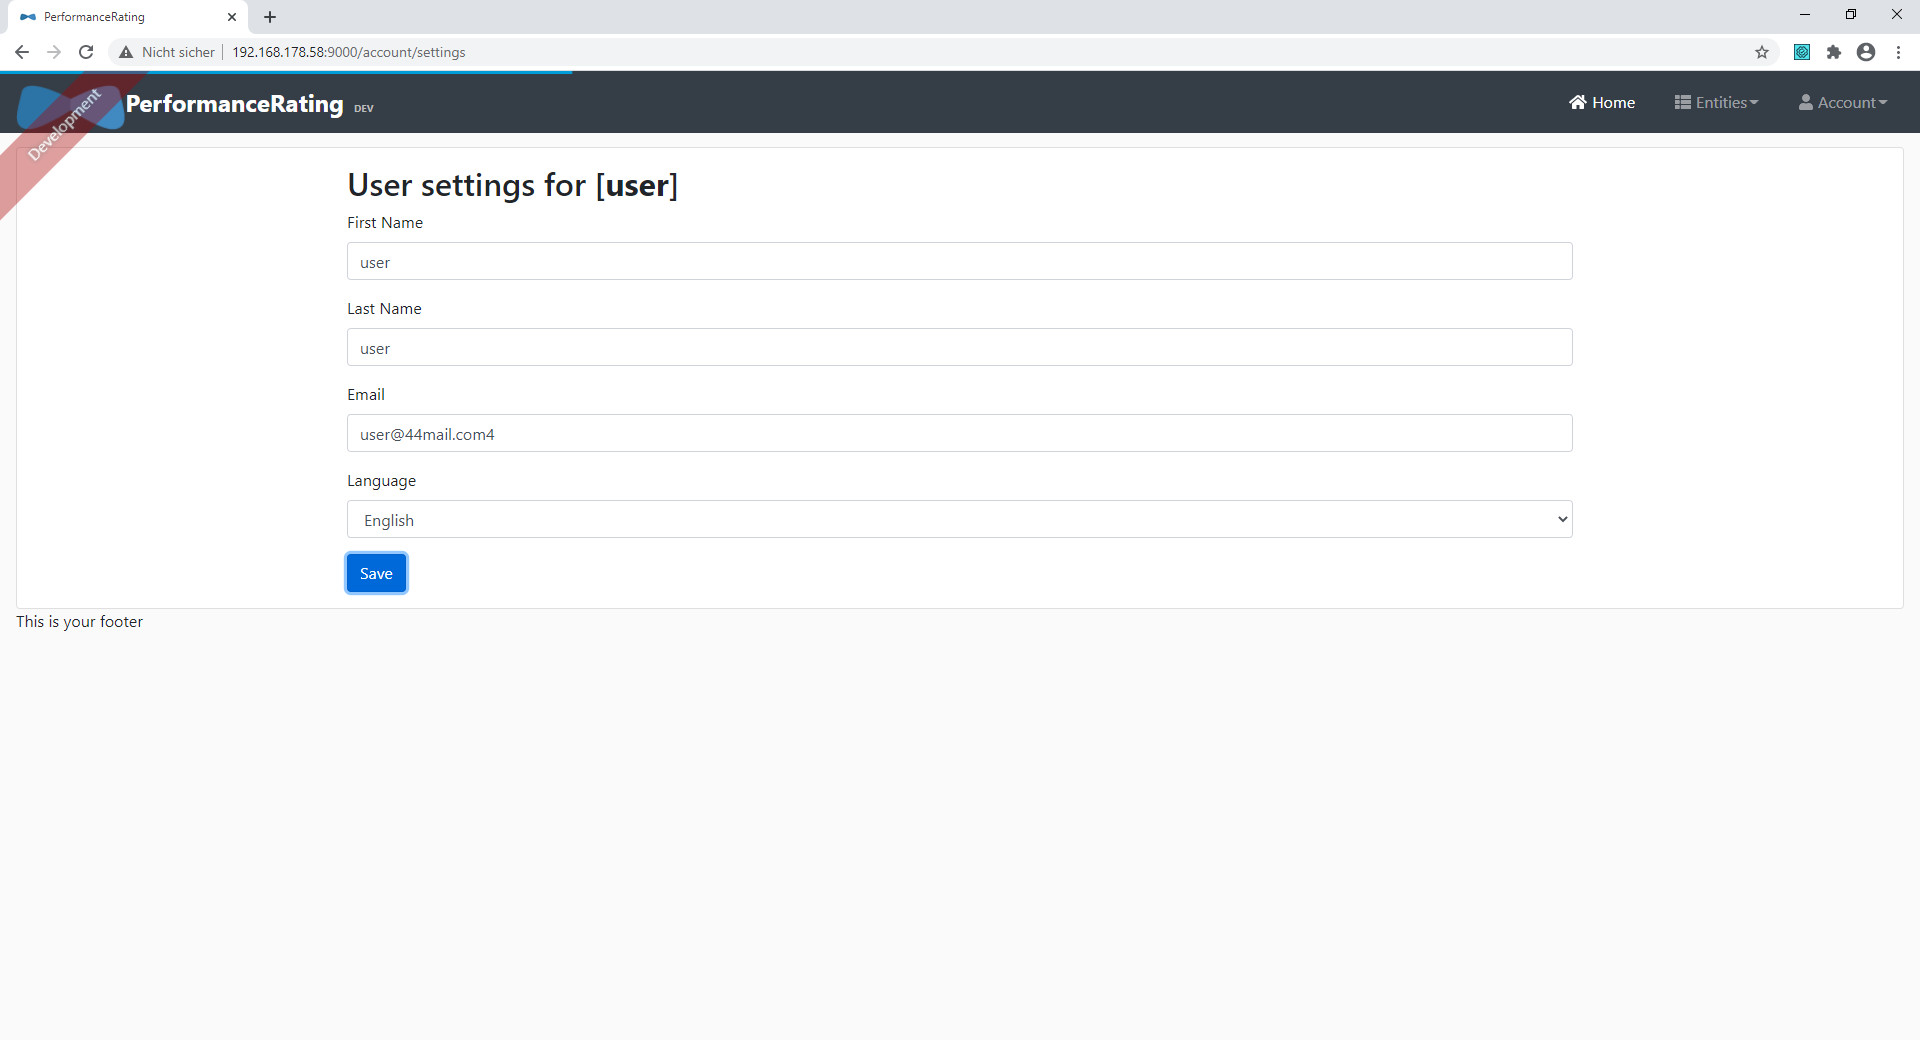 PerformanceRating
Nicht sicher 192.168.178.58:9000/account/settings
Development
PerformanceRating DEV
Home Entities Account
User settings for [user]
First Name
user
Last Name
user
Email
user@44mail.com4
Language
English
Save
This is your footer